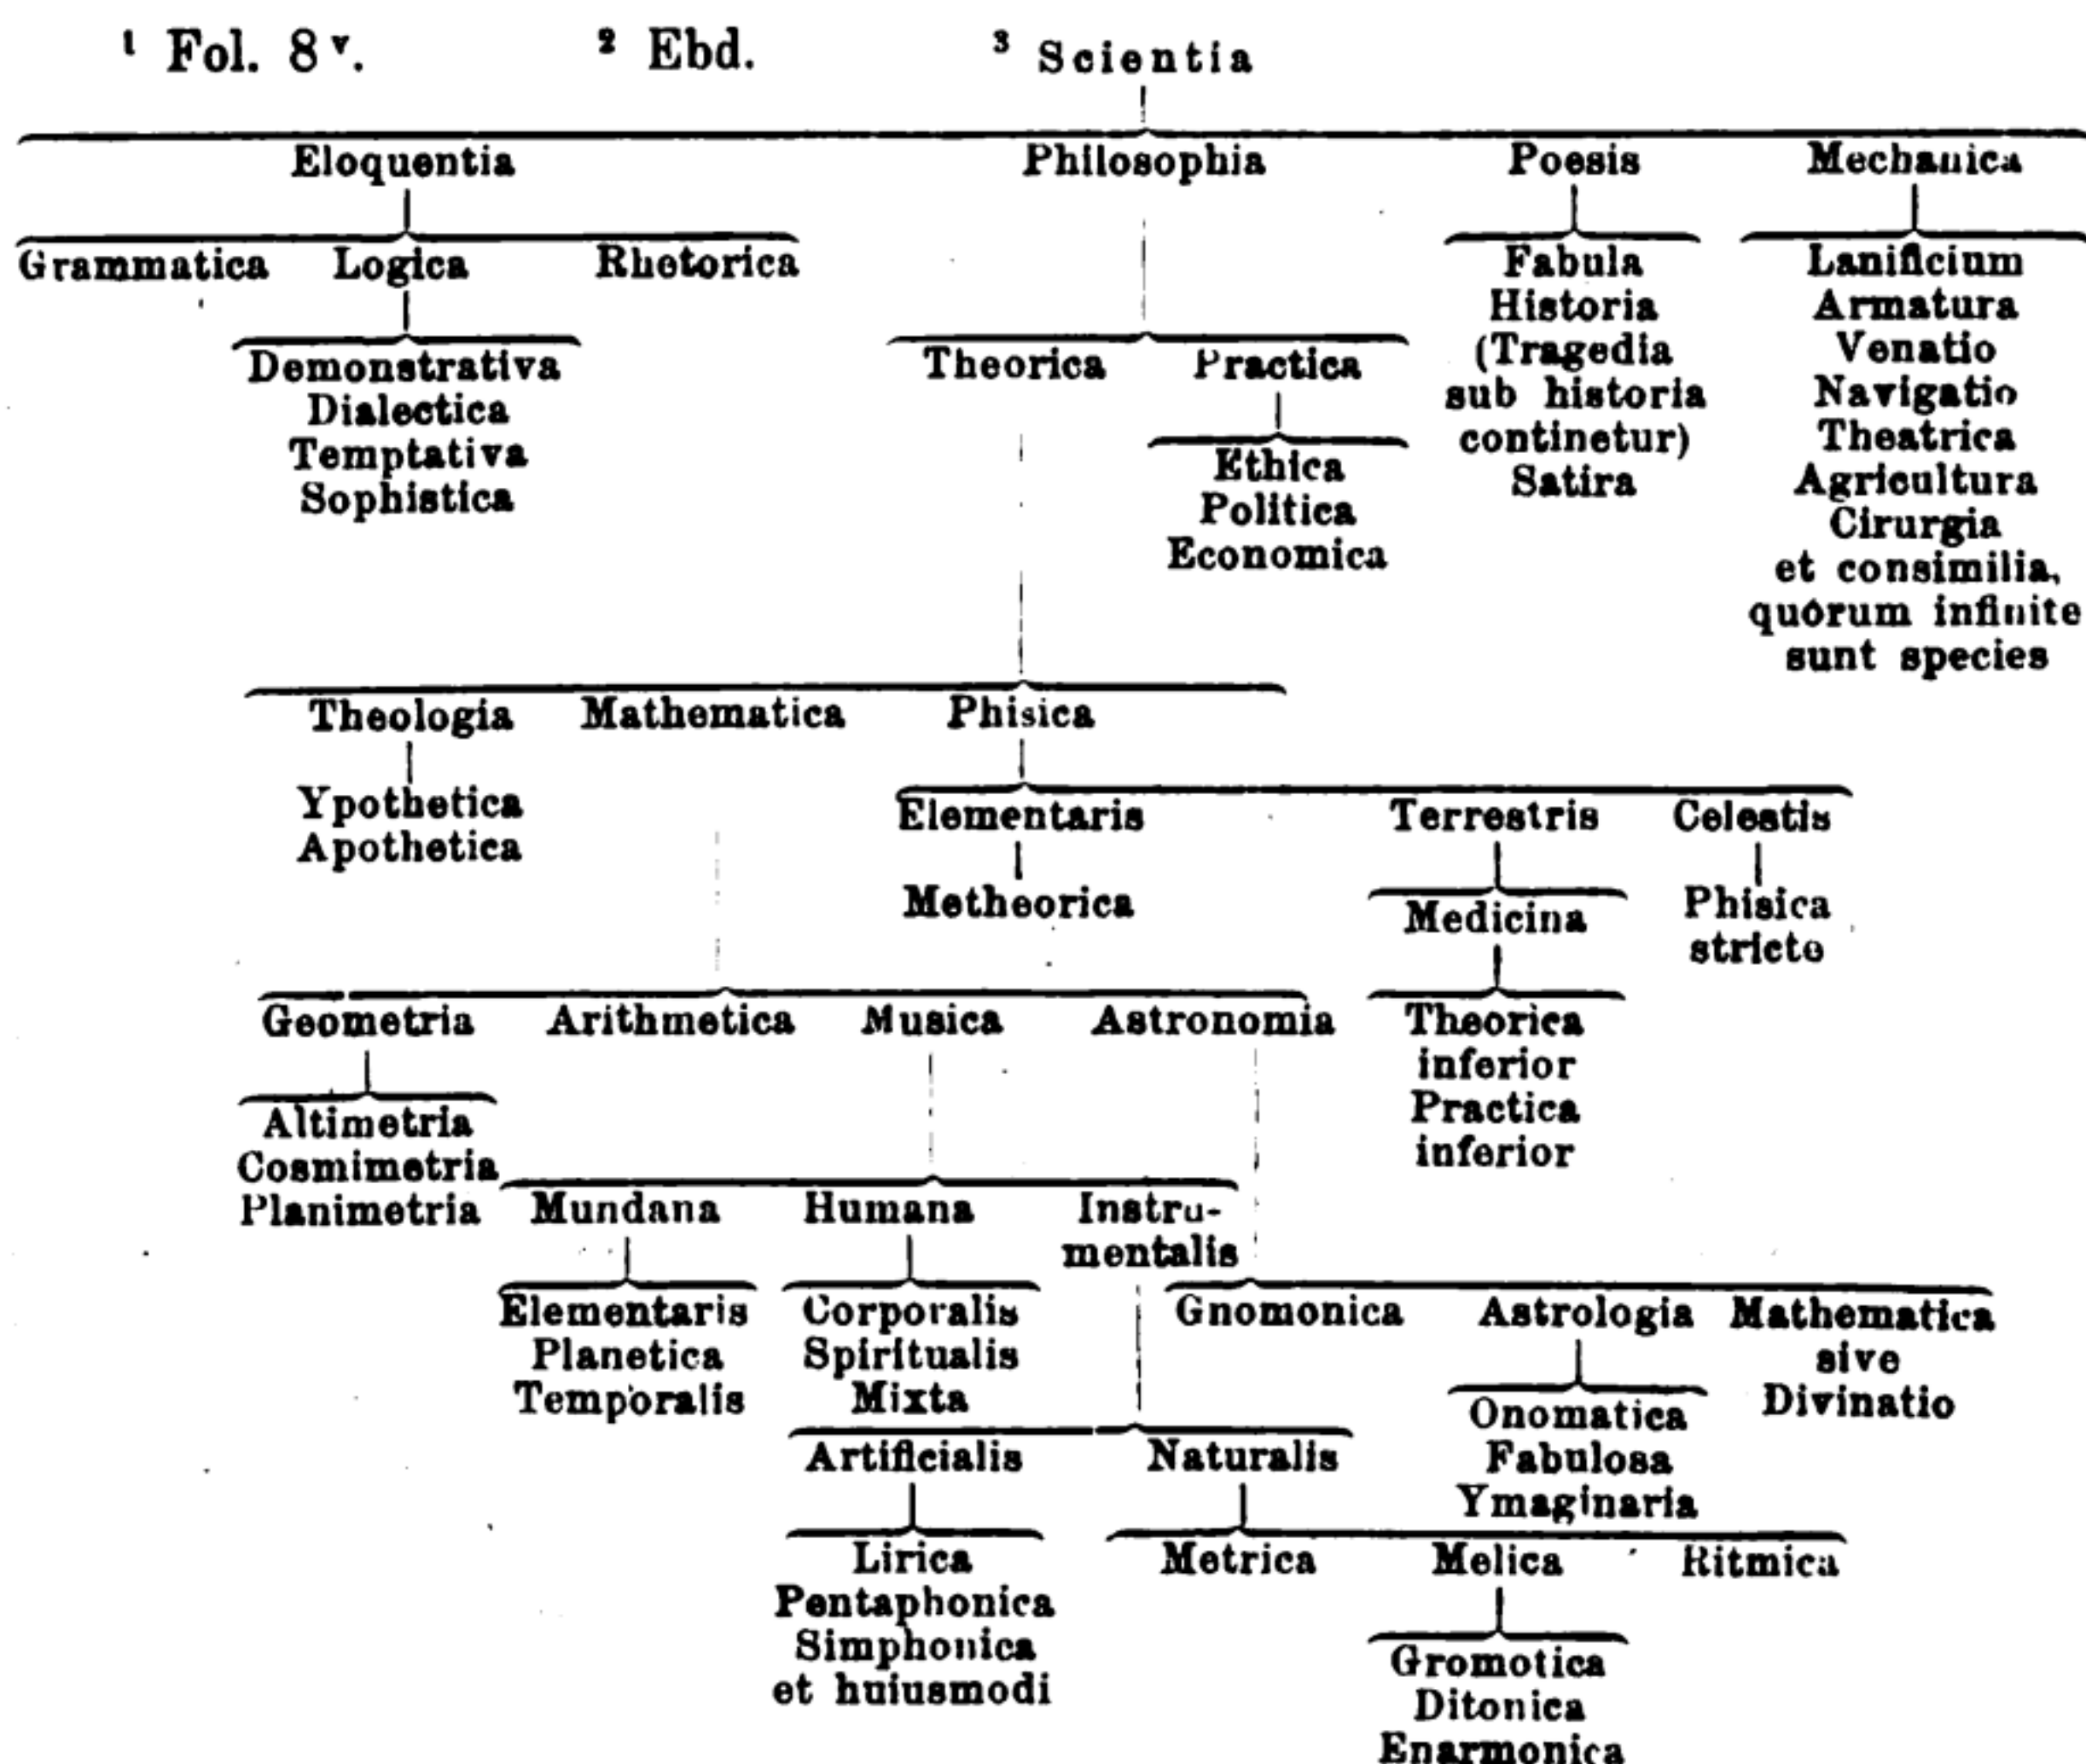 ¹ Fol. 8ᵛ. ² Ebd. ³ Scientia
Eloquentia Philosophia Poesis Mechanica
Grammatica Logica Rhetorica Fabula Lanificium
Historia Armatura
Demonstrativa Theorica Practica (Tragedia Venatio
Dialectica sub historia Navigatio
Temptativa continetur) Theatrica
Sophistica Ethica Satira Agricultura
Politica Cirurgia
Economica et consimilia,
quorum infinite
sunt species
Theologia Mathematica Phisica
Ypothetica Elementaris Terrestris Celestis
Apothetica
Metheorica Medicina Phisica
stricte
Geometria Arithmetica Musica Astronomia Theorica
inferior
Altimetria Practica
Cosmimetria inferior
Planimetria Mundana Humana Instru-
mentalis
Elementaris Corporalis Gnomonica Astrologia Mathematica
Planetica Spiritualis sive
Temporalis Mixta Onomatica Divinatio
Artificialis Naturalis Fabulosa
Ymaginaria
Lirica Metrica Melica Ritmica
Pentaphonica
Simphonica Gromotica
et huiusmodi Ditonica
Enarmonica